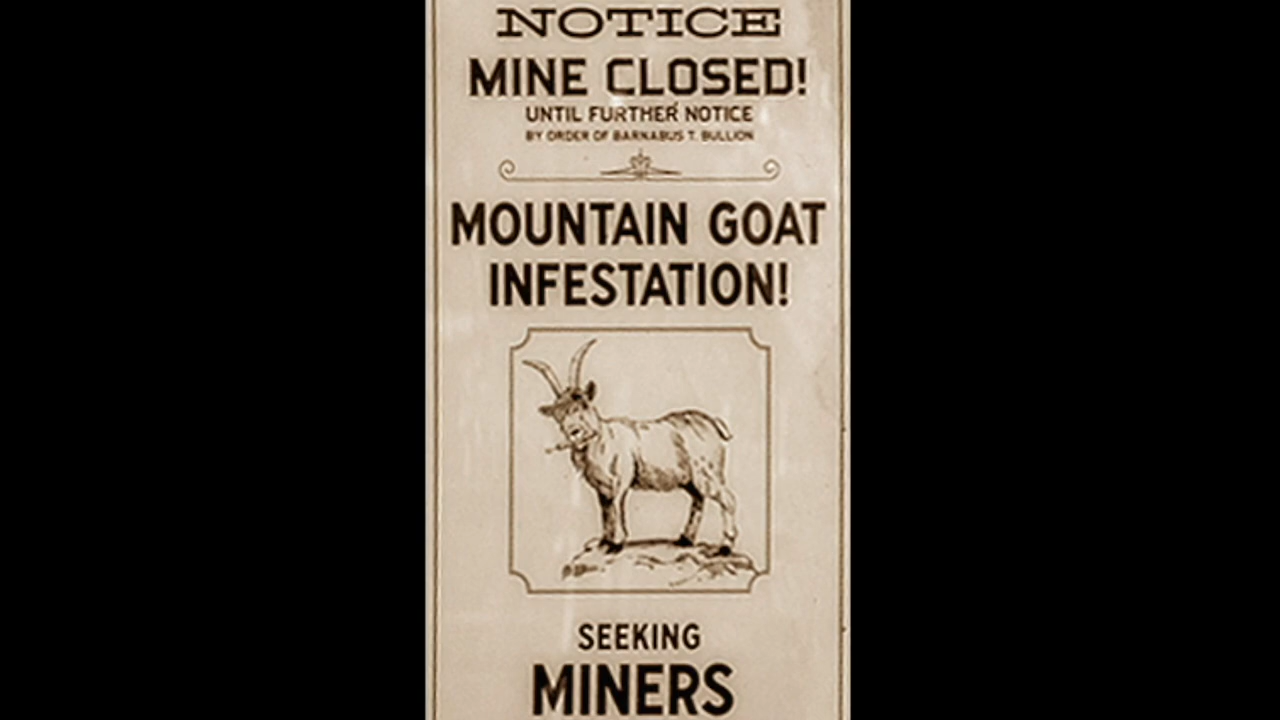 NOTICE
MINE CLOSED!
UNTIL FURTHER NOTICE
BY ORDER OF BARNABUS T. BULLION
MOUNTAIN GOAT
INFESTATION!
SEEKING
MINERS